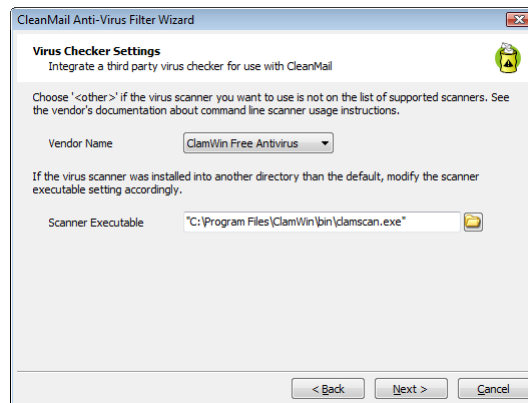 CleanMail Anti-Virus Filter Wizard
Virus Checker Settings
Integrate a third party virus checker for use with CleanMail
Choose '<other>' if the virus scanner you want to use is not on the list of supported scanners. See
the vendor's documentation about command line scanner usage instructions.
Vendor Name ClamWin Free Antivirus
If the virus scanner was installed into another directory than the default, modify the scanner
executable setting accordingly.
Scanner Executable "C:\Program Files\ClamWin\bin\clamscan.exe"
< Back Next > Cancel